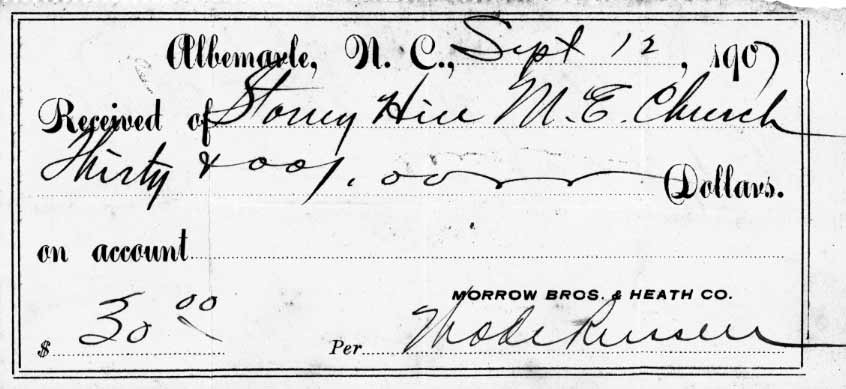 Albemarle, N. C., Sept 12, 1907
Received of Stoney Hill M. E. Church
Thirty & 00/. 00 Dollars.
on account
MORROW BROS. & HEATH CO.
$ 30 00 Per